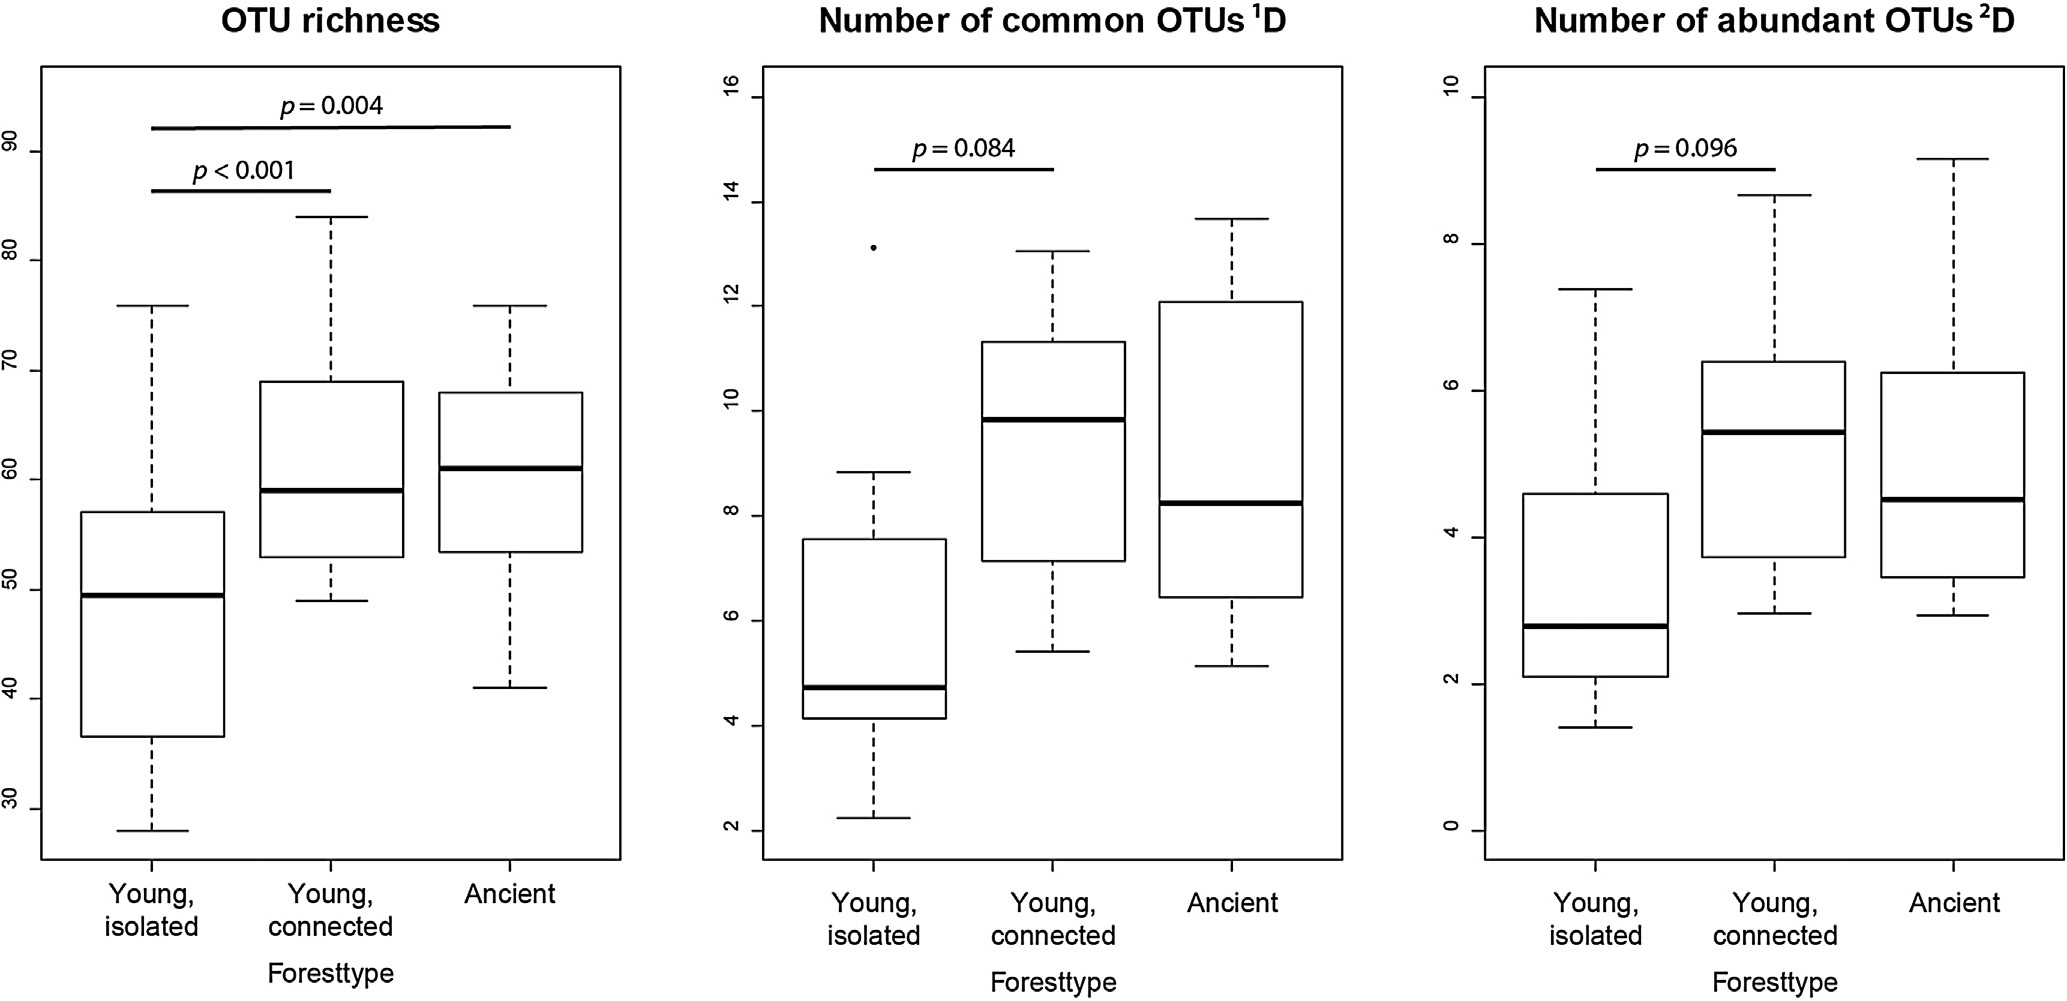 OTU richness
90
80
70
60
50
40
30
p = 0.004
p < 0.001
Young,
isolated
Young,
connected
Ancient
Foresttype
Number of common OTUs ¹D
16
14
12
10
8
6
4
2
p = 0.084
Young,
isolated
Young,
connected
Ancient
Foresttype
Number of abundant OTUs ²D
10
8
6
4
2
0
p = 0.096
Young,
isolated
Young,
connected
Ancient
Foresttype